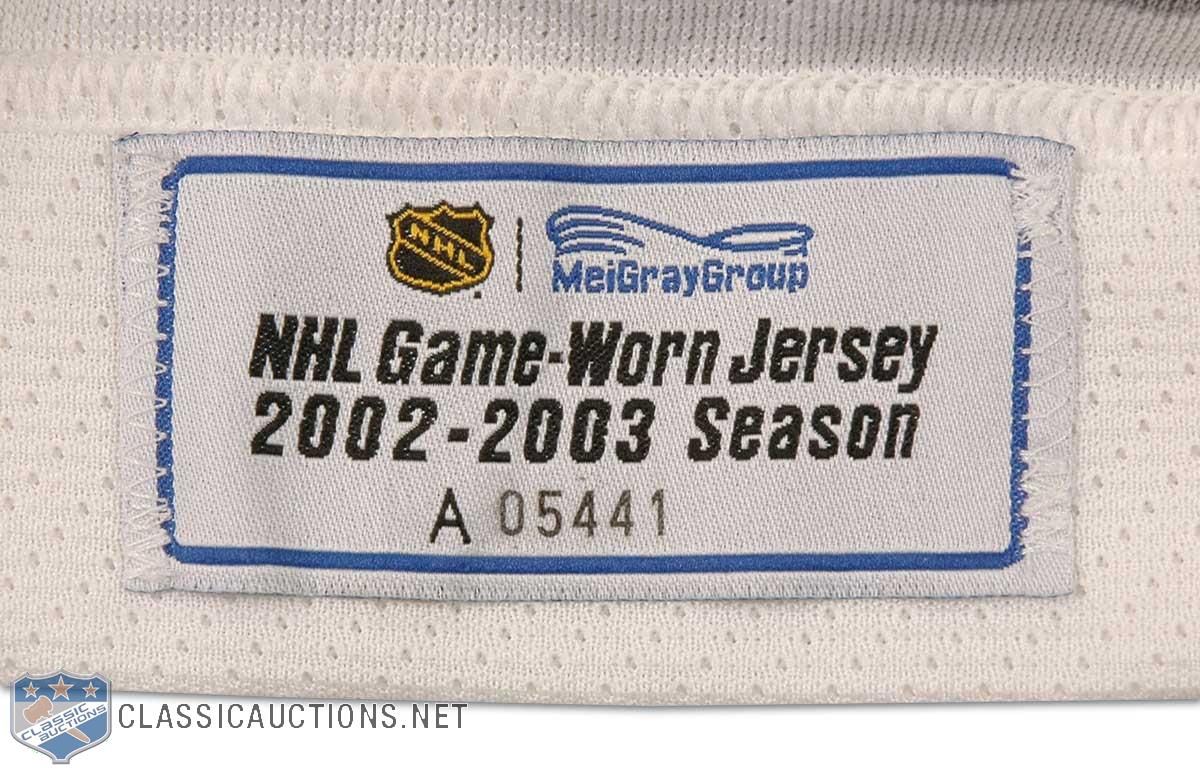 NHL
MeiGrayGroup
NHL Game-Worn Jersey
2002-2003 Season
A 05441
CLASSIC
AUCTIONS
CLASSICAUCTIONS.NET